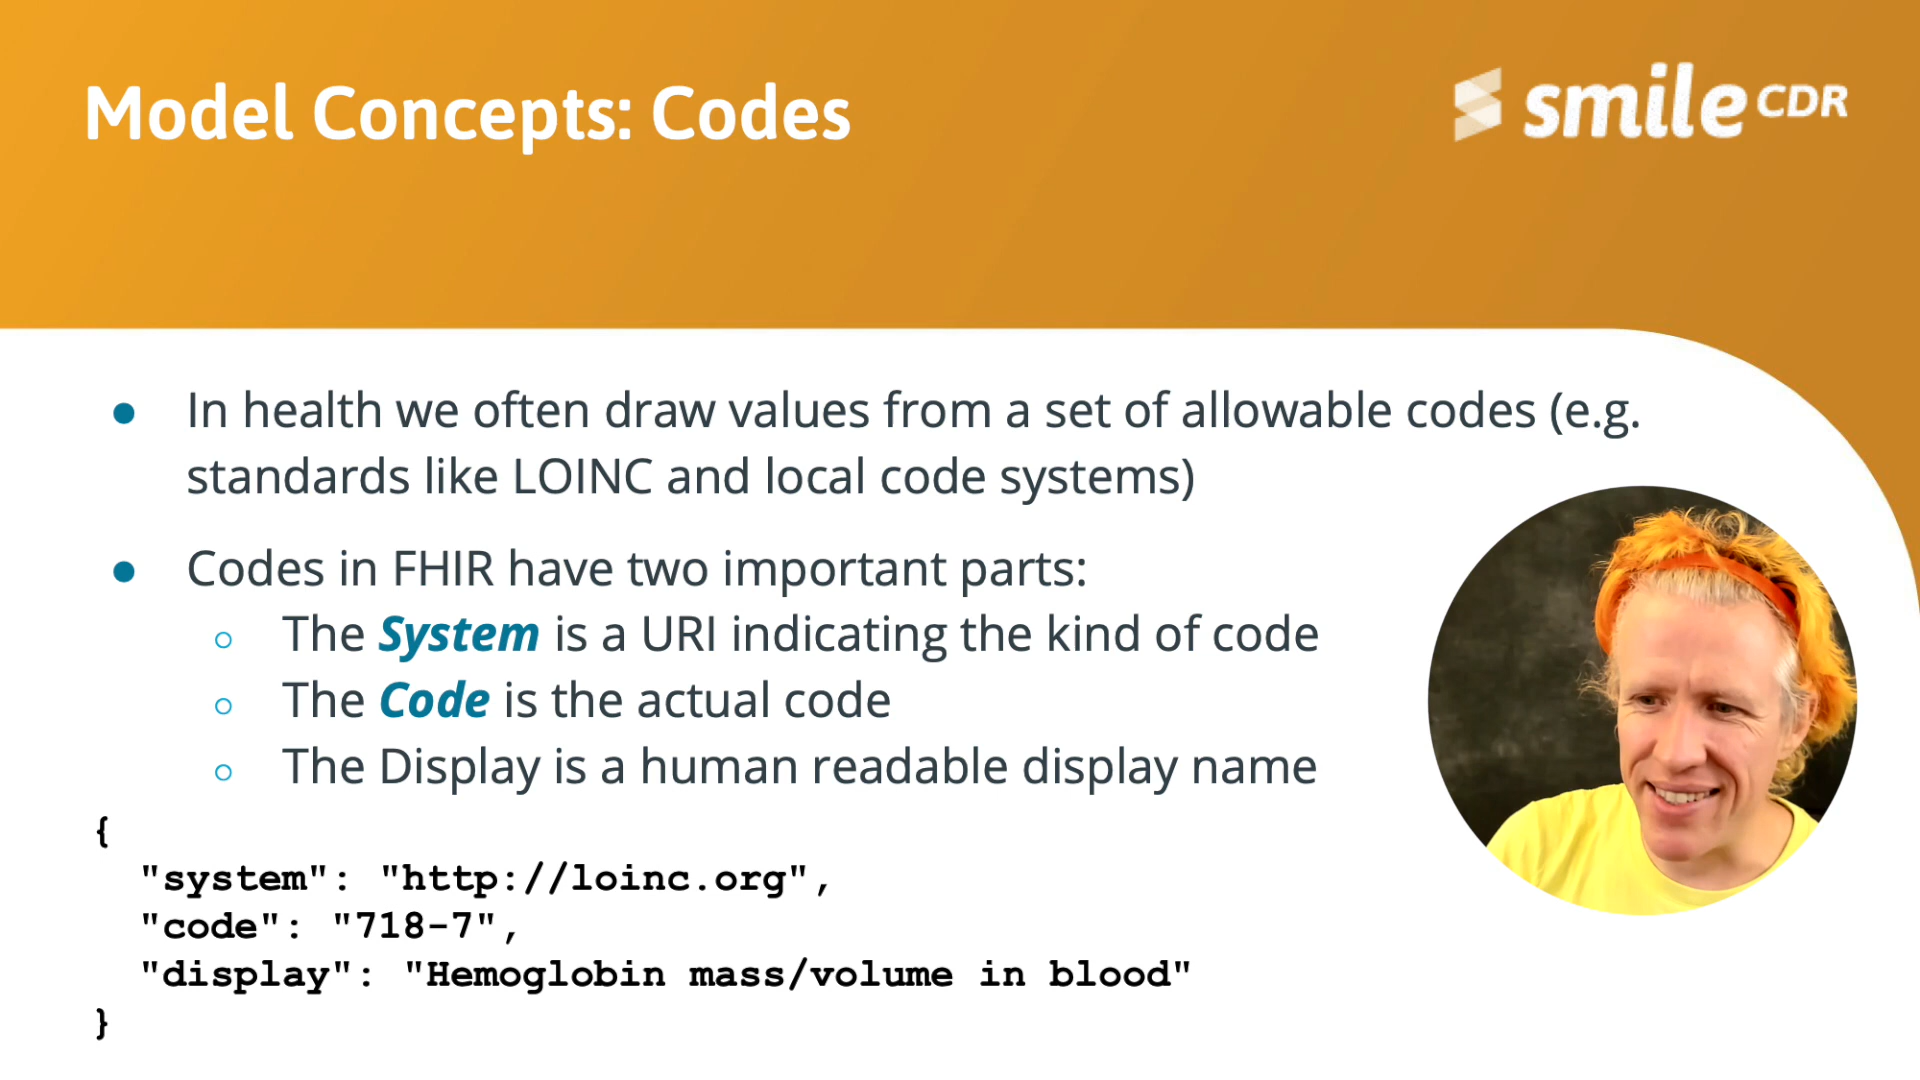 Model Concepts: Codes
smile CDR
In health we often draw values from a set of allowable codes (e.g.
standards like LOINC and local code systems)
Codes in FHIR have two important parts:
The System is a URI indicating the kind of code
The Code is the actual code
The Display is a human readable display name
{
"system": "http://loinc.org",
"code": "718-7",
"display": "Hemoglobin mass/volume in blood"
}